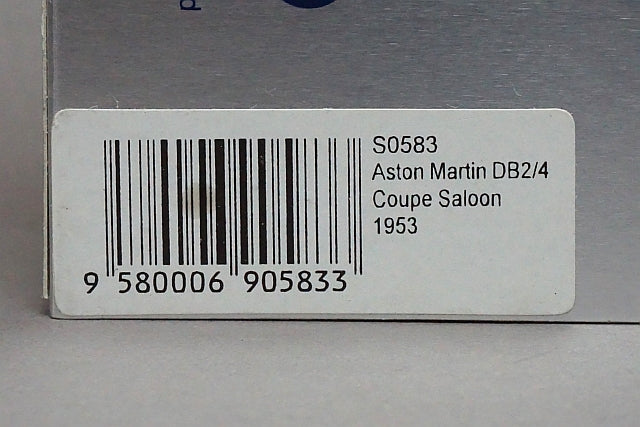 S0583
Aston Martin DB2/4
Coupe Saloon
1953
9 580006 905833